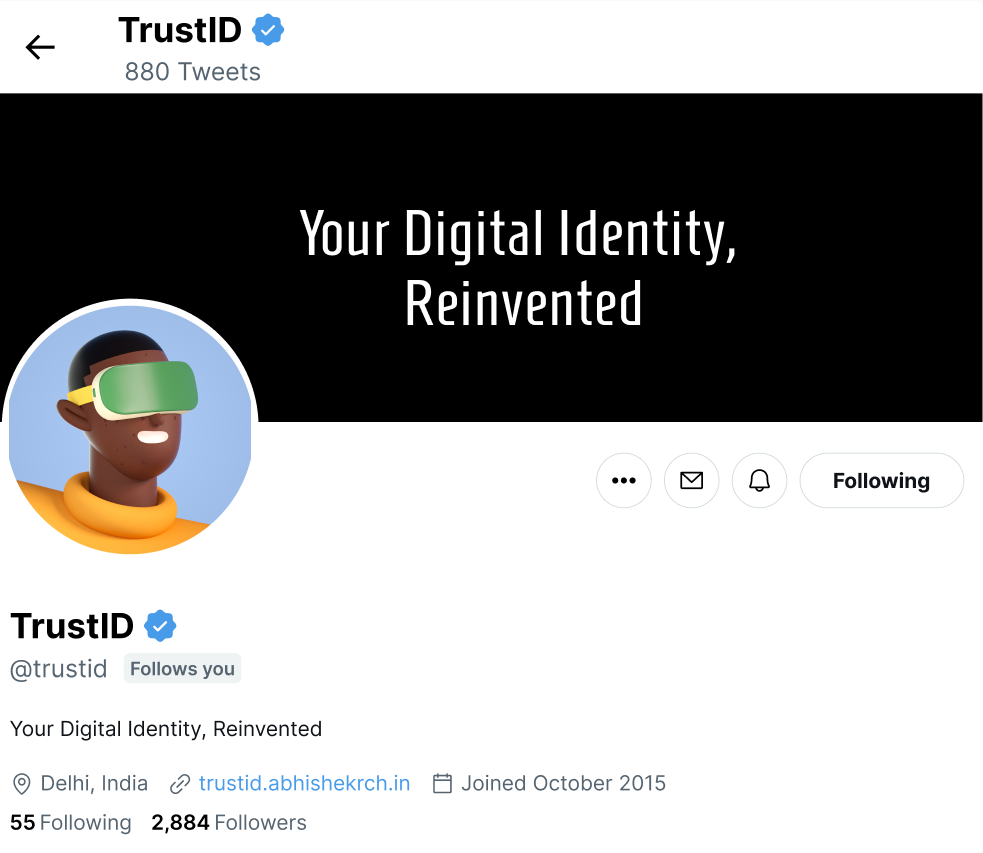 TrustID
880 Tweets
Your Digital Identity,
Reinvented
Following
TrustID
@trustid Follows you
Your Digital Identity, Reinvented
Delhi, India trustid.abhishekrch.in Joined October 2015
55 Following 2,884 Followers